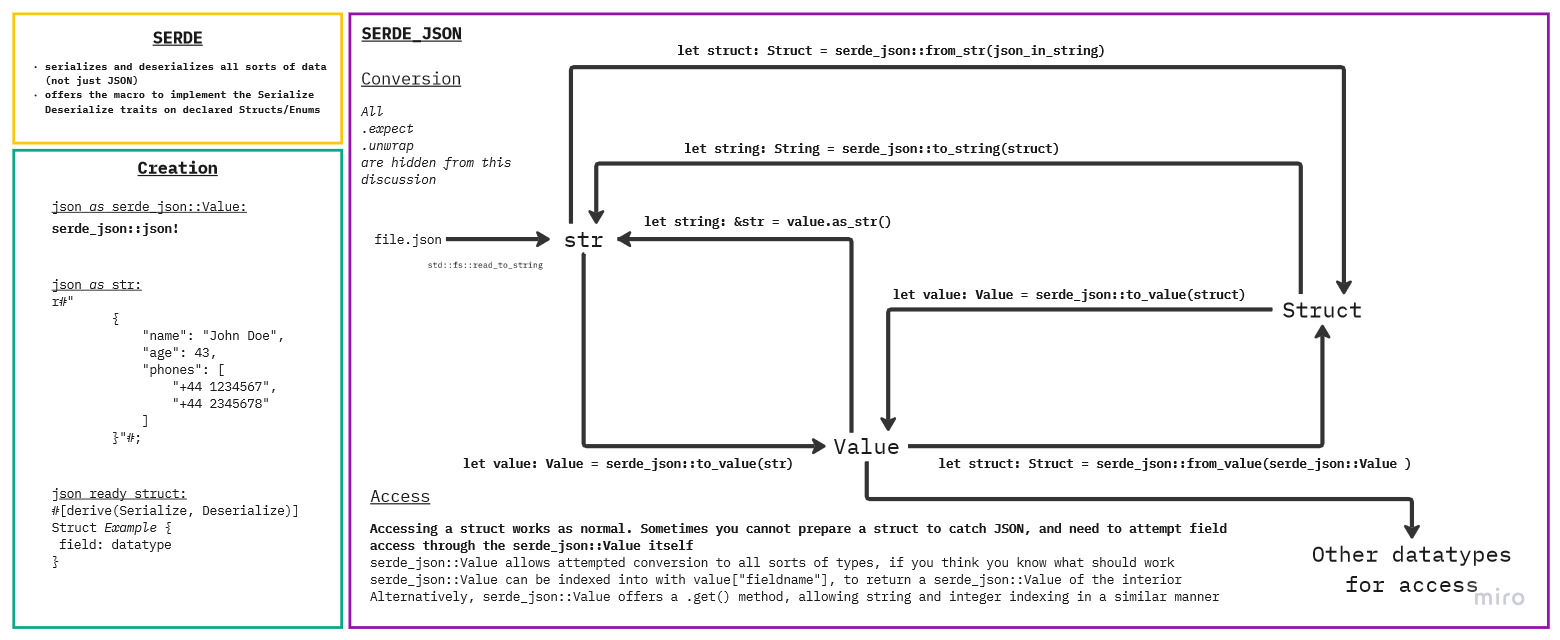 SERDE
· serializes and deserializes all sorts of data
(not just JSON)
· offers the macro to implement the Serialize
Deserialize traits on declared Structs/Enums
Creation
json as serde_json::Value:
serde_json::json!
json as str:
r#"
{
"name": "John Doe",
"age": 43,
"phones": [
"+44 1234567",
"+44 2345678"
]
}"#;
json ready struct:
#[derive(Serialize, Deserialize)]
Struct Example {
field: datatype
}
SERDE_JSON
Conversion
All
.expect
.unwrap
are hidden from this
discussion
let struct: Struct = serde_json::from_str(json_in_string)
let string: String = serde_json::to_string(struct)
let string: &str = value.as_str()
file.json
str
std::fs::read_to_string
let value: Value = serde_json::to_value(struct)
Struct
Value
let value: Value = serde_json::to_value(str)
let struct: Struct = serde_json::from_value(serde_json::Value )
Access
Accessing a struct works as normal. Sometimes you cannot prepare a struct to catch JSON, and need to attempt field
access through the serde_json::Value itself
serde_json::Value allows attempted conversion to all sorts of types, if you think you know what should work
serde_json::Value can be indexed into with value["fieldname"], to return a serde_json::Value of the interior
Alternatively, serde_json::Value offers a .get() method, allowing string and integer indexing in a similar manner
Other datatypes
for access
miro